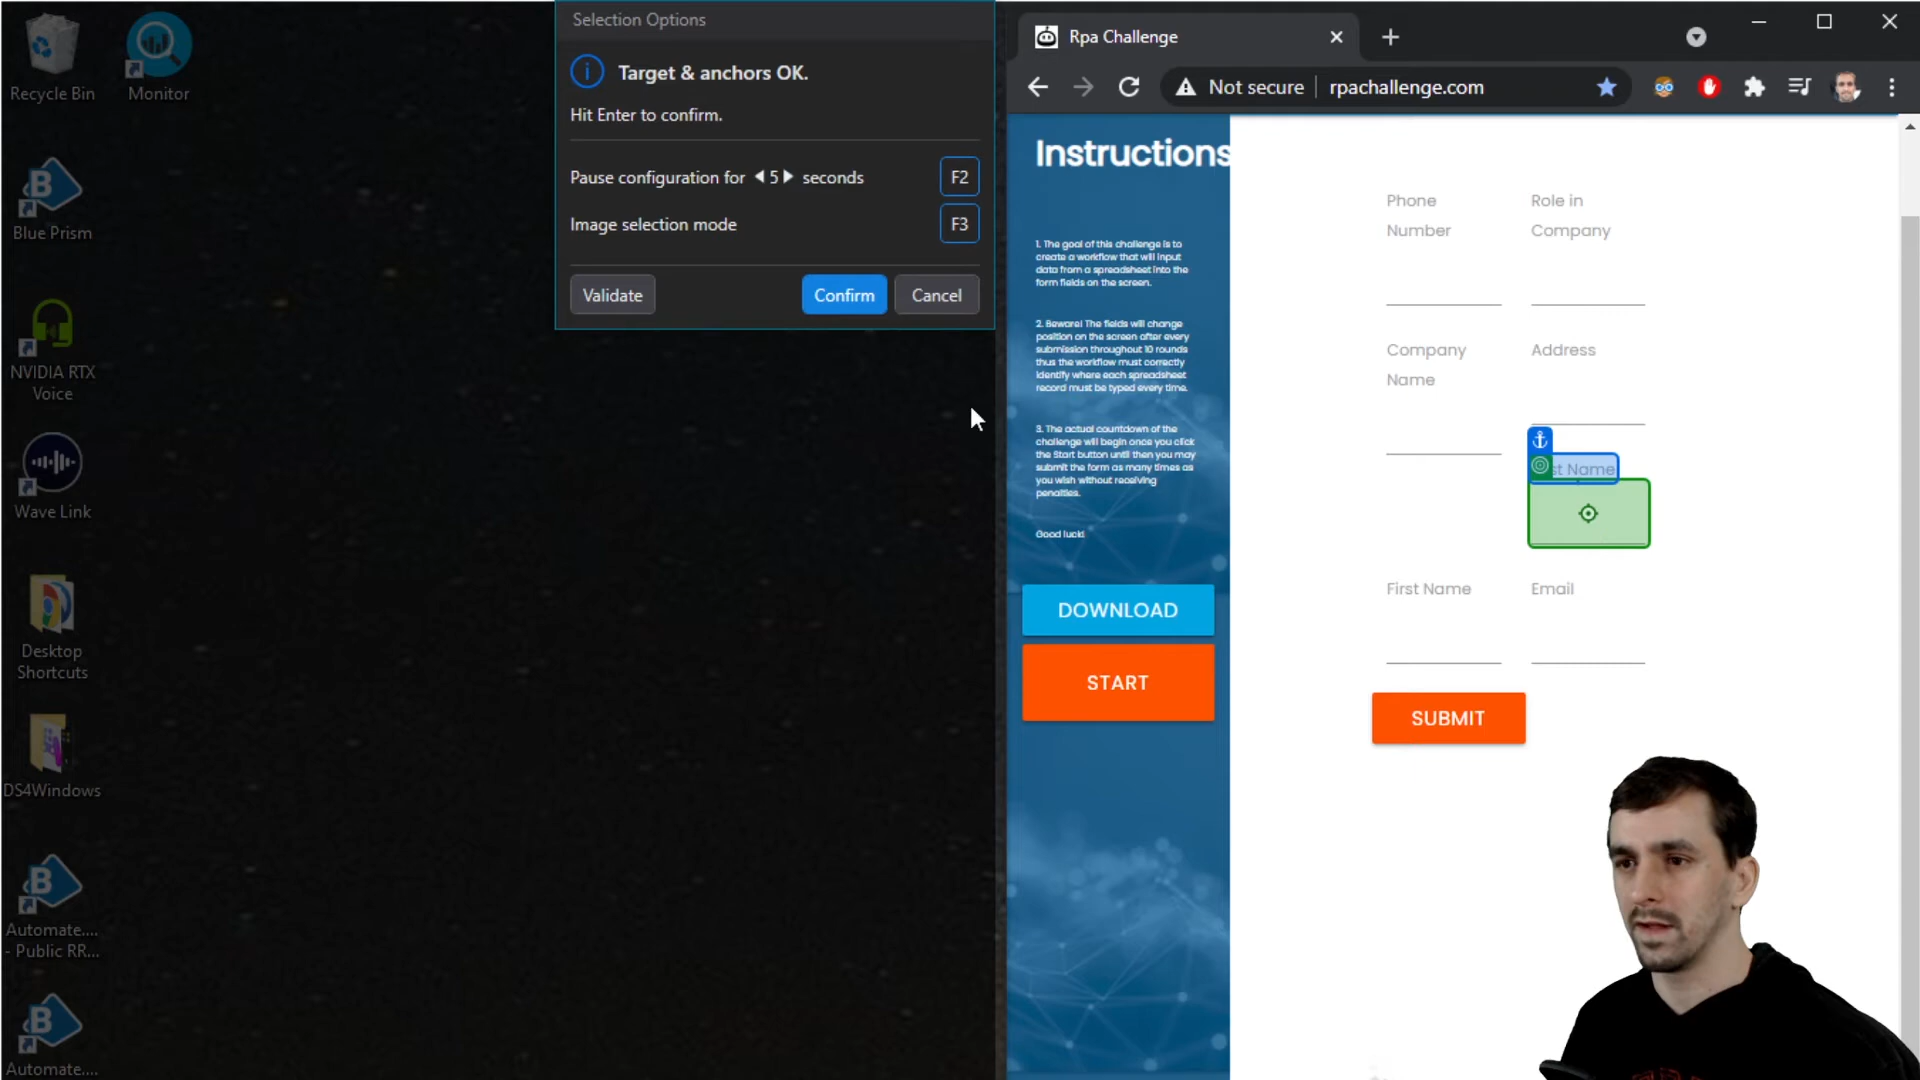 Recycle Bin
Monitor
Blue Prism
NVIDIA RTX
Voice
Wave Link
Desktop
Shortcuts
DS4Windows
Automate....
- Public RR...
Automate....
Selection Options
Target & anchors OK.
Hit Enter to confirm.
Pause configuration for 5 seconds
F2
Image selection mode
F3
Validate
Confirm
Cancel
Rpa Challenge
Not secure
rpachallenge.com
Instructions
1. The goal of this challenge is to
create a workflow that will input
data from a spreadsheet into the
form fields on the screen.
2. Beware! The fields will change
position on the screen after every
submission throughout 10 rounds
thus the workflow must correctly
identify where each spreadsheet
record must be typed every time.
3. The actual countdown of the
challenge will begin once you click
the Start button until then you may
submit the form as many times as
you wish without receiving
penalties.
Good luck!
DOWNLOAD
START
Phone
Number
Role in
Company
Company
Name
Address
st Name
First Name
Email
SUBMIT